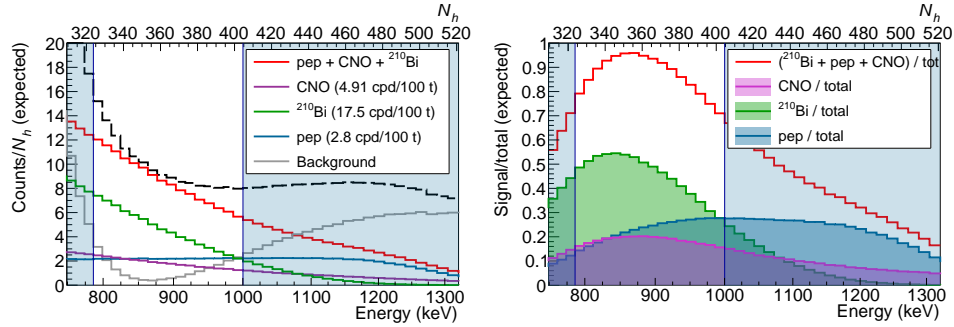 N_h
320 340 360 380 400 420 440 460 480 500 520
Counts/N_h (expected)
20
18
16
14
12
10
8
6
4
2
0
pep + CNO + ²¹⁰Bi
CNO (4.91 cpd/100 t)
²¹⁰Bi (17.5 cpd/100 t)
pep (2.8 cpd/100 t)
Background
800 900 1000 1100 1200 1300
Energy (keV)
N_h
320 340 360 380 400 420 440 460 480 500 520
Signal/total (expected)
1
0.9
0.8
0.7
0.6
0.5
0.4
0.3
0.2
0.1
0
(²¹⁰Bi + pep + CNO) / tot
CNO / total
²¹⁰Bi / total
pep / total
800 900 1000 1100 1200 1300
Energy (keV)